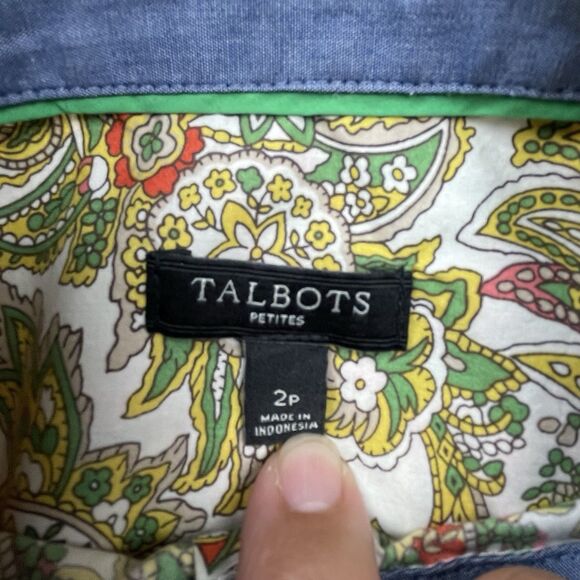 TALBOTS
PETITES
2P
MADE IN
INDONESIA